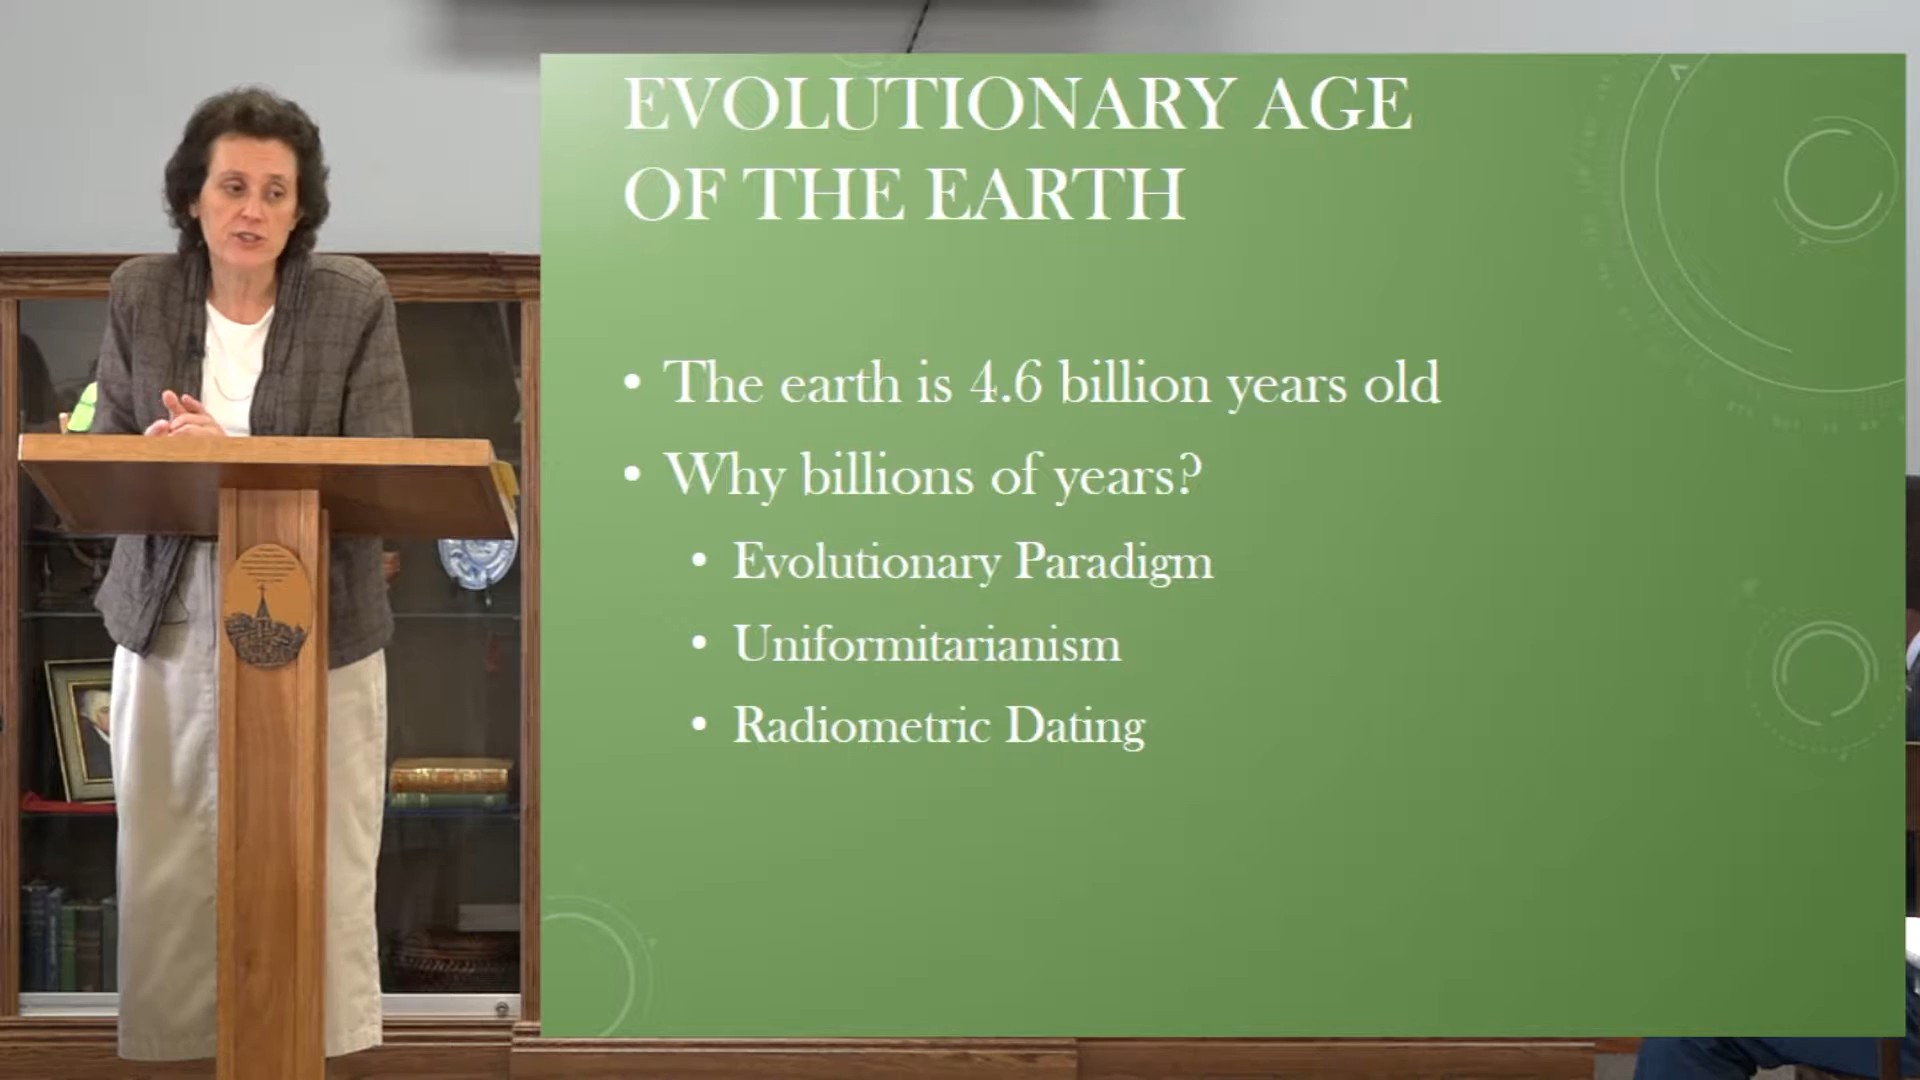 EVOLUTIONARY AGE
OF THE EARTH
• The earth is 4.6 billion years old
• Why billions of years?
• Evolutionary Paradigm
• Uniformitarianism
• Radiometric Dating